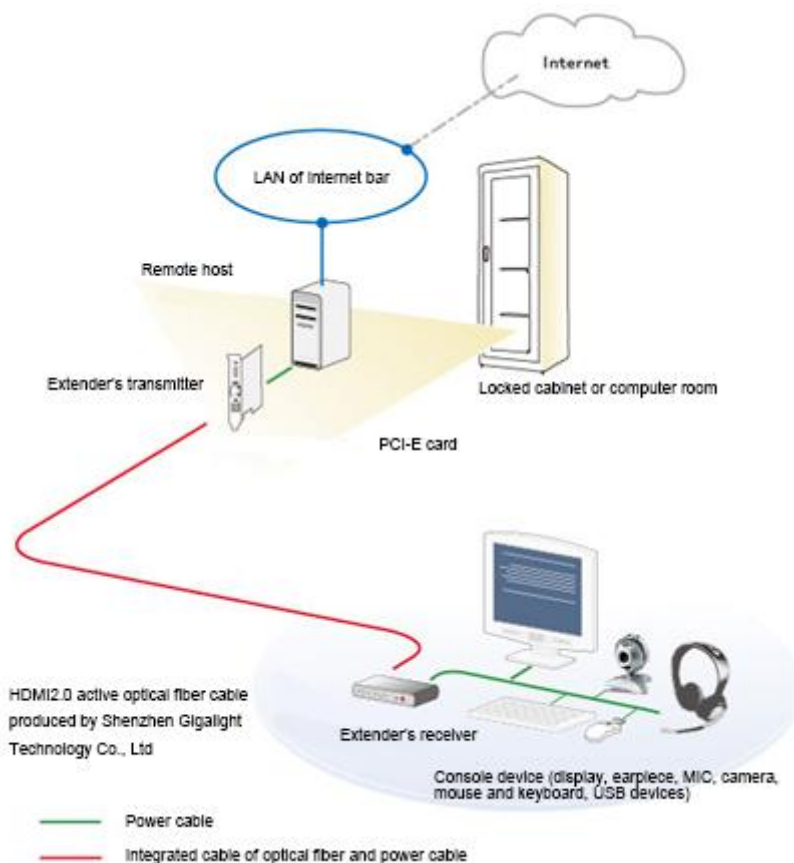 Internet
LAN of Internet bar
Remote host
Extender's transmitter
Locked cabinet or computer room
PCI-E card
HDMI2.0 active optical fiber cable
produced by Shenzhen Gigalight
Technology Co., Ltd
Extender's receiver
Console device (display, earpiece, MIC, camera,
mouse and keyboard, USB devices)
Power cable
Integrated cable of optical fiber and power cable